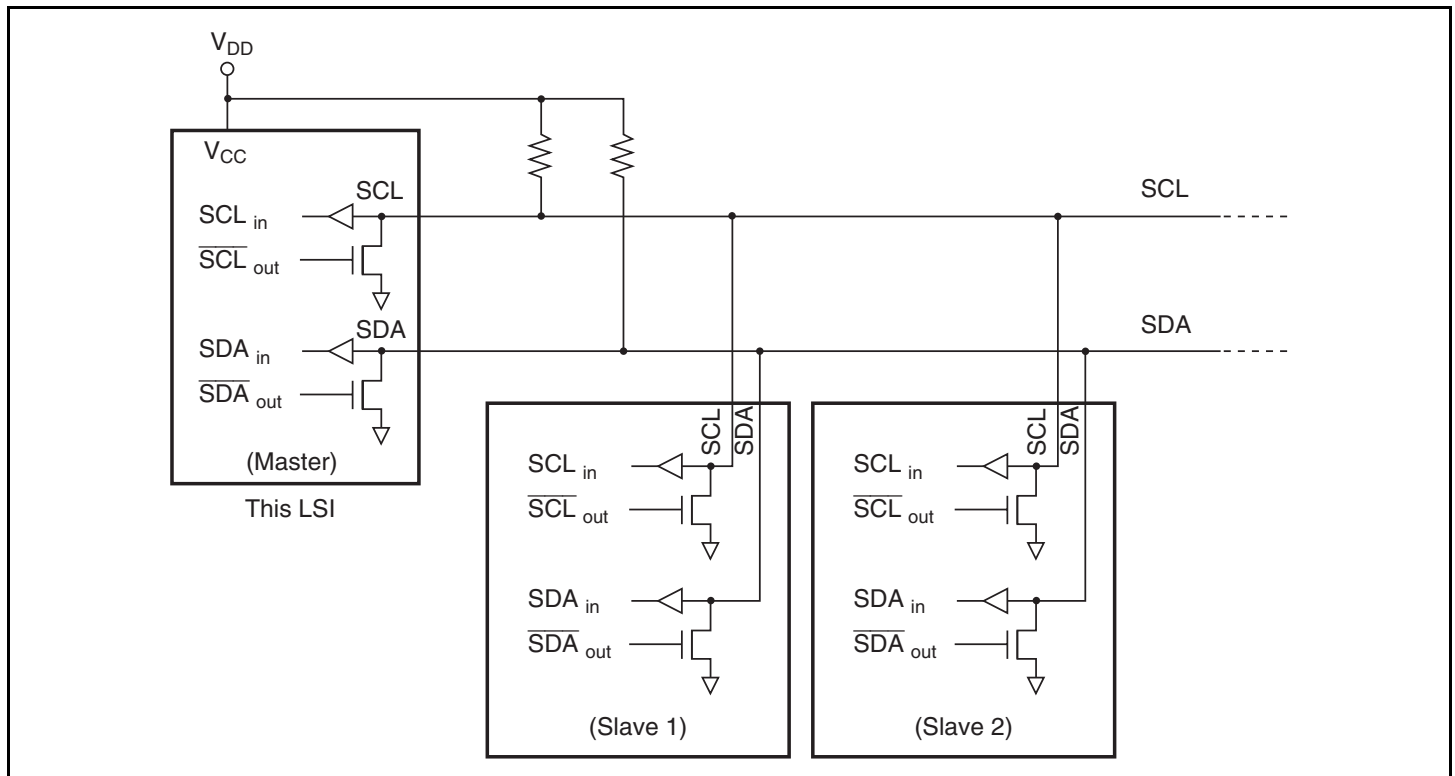 VDD
VCC
SCL
SCL in
SCL out
SDA
SDA in
SDA out
(Master)
This LSI
SCL
SDA
SCL
SDA
SCL in
SCL out
SDA in
SDA out
(Slave 1)
SCL
SDA
SCL in
SCL out
SDA in
SDA out
(Slave 2)